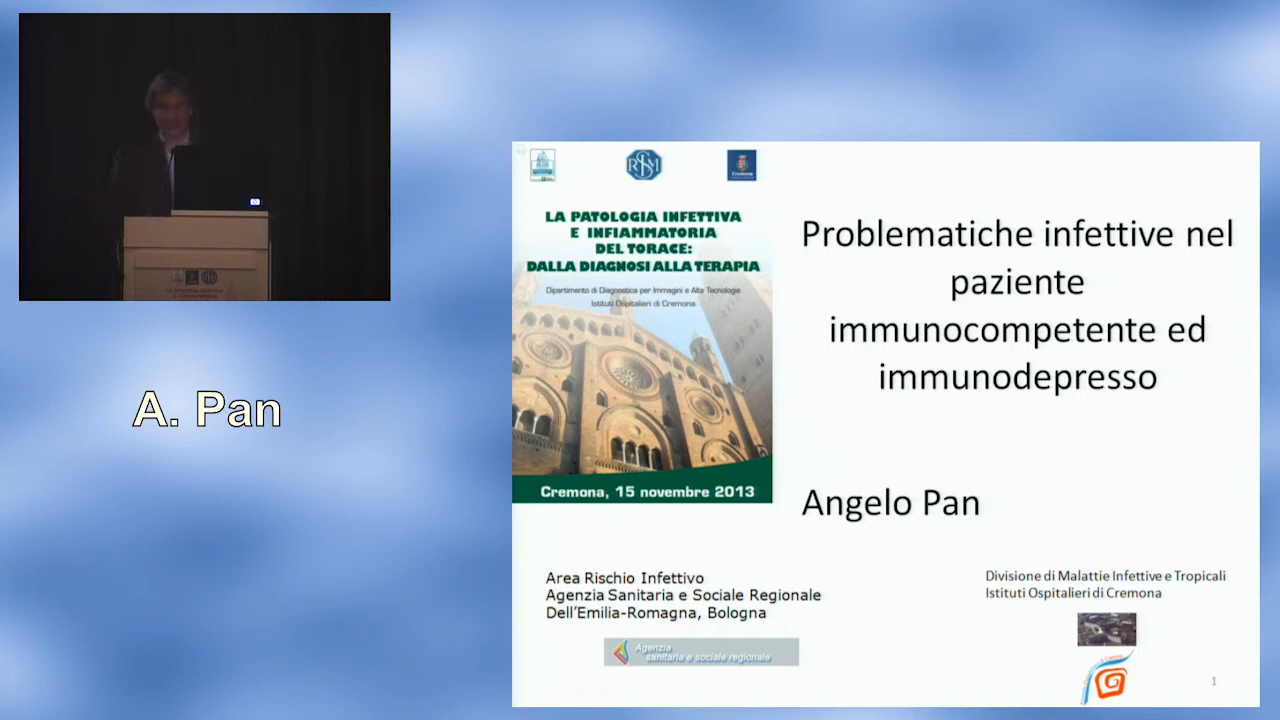 A. Pan
RSM
Cremona
LA PATOLOGIA INFETTIVA
E INFIAMMATORIA
DEL TORACE:
DALLA DIAGNOSI ALLA TERAPIA
Dipartimento di Diagnostica per Immagini e Alte Tecnologie
Istituti Ospitalieri di Cremona
Cremona, 15 novembre 2013
Problematiche infettive nel
paziente
immunocompetente ed
immunodepresso
Angelo Pan
Area Rischio Infettivo
Agenzia Sanitaria e Sociale Regionale
Dell'Emilia-Romagna, Bologna
Agenzia
sanitaria e sociale regionale
Divisione di Malattie Infettive e Tropicali
Istituti Ospitalieri di Cremona
1